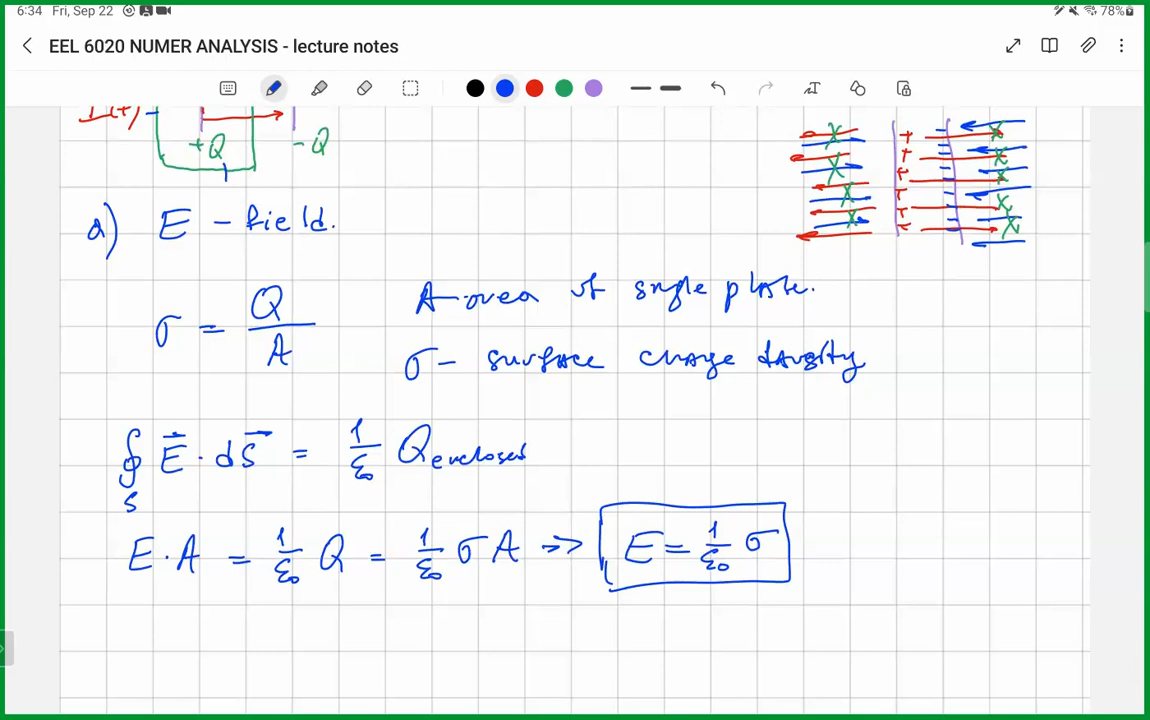 6:34 Fri, Sep 22 78%
EEL 6020 NUMER ANALYSIS - lecture notes
+Q -Q
a) E - field.
σ = Q/A
A - area of single plate.
σ - surface charge density
∮_S E⃗ · dS⃗ = 1/ε₀ Q enclosed
E · A = 1/ε₀ Q = 1/ε₀ σ A => E = 1/ε₀ σ